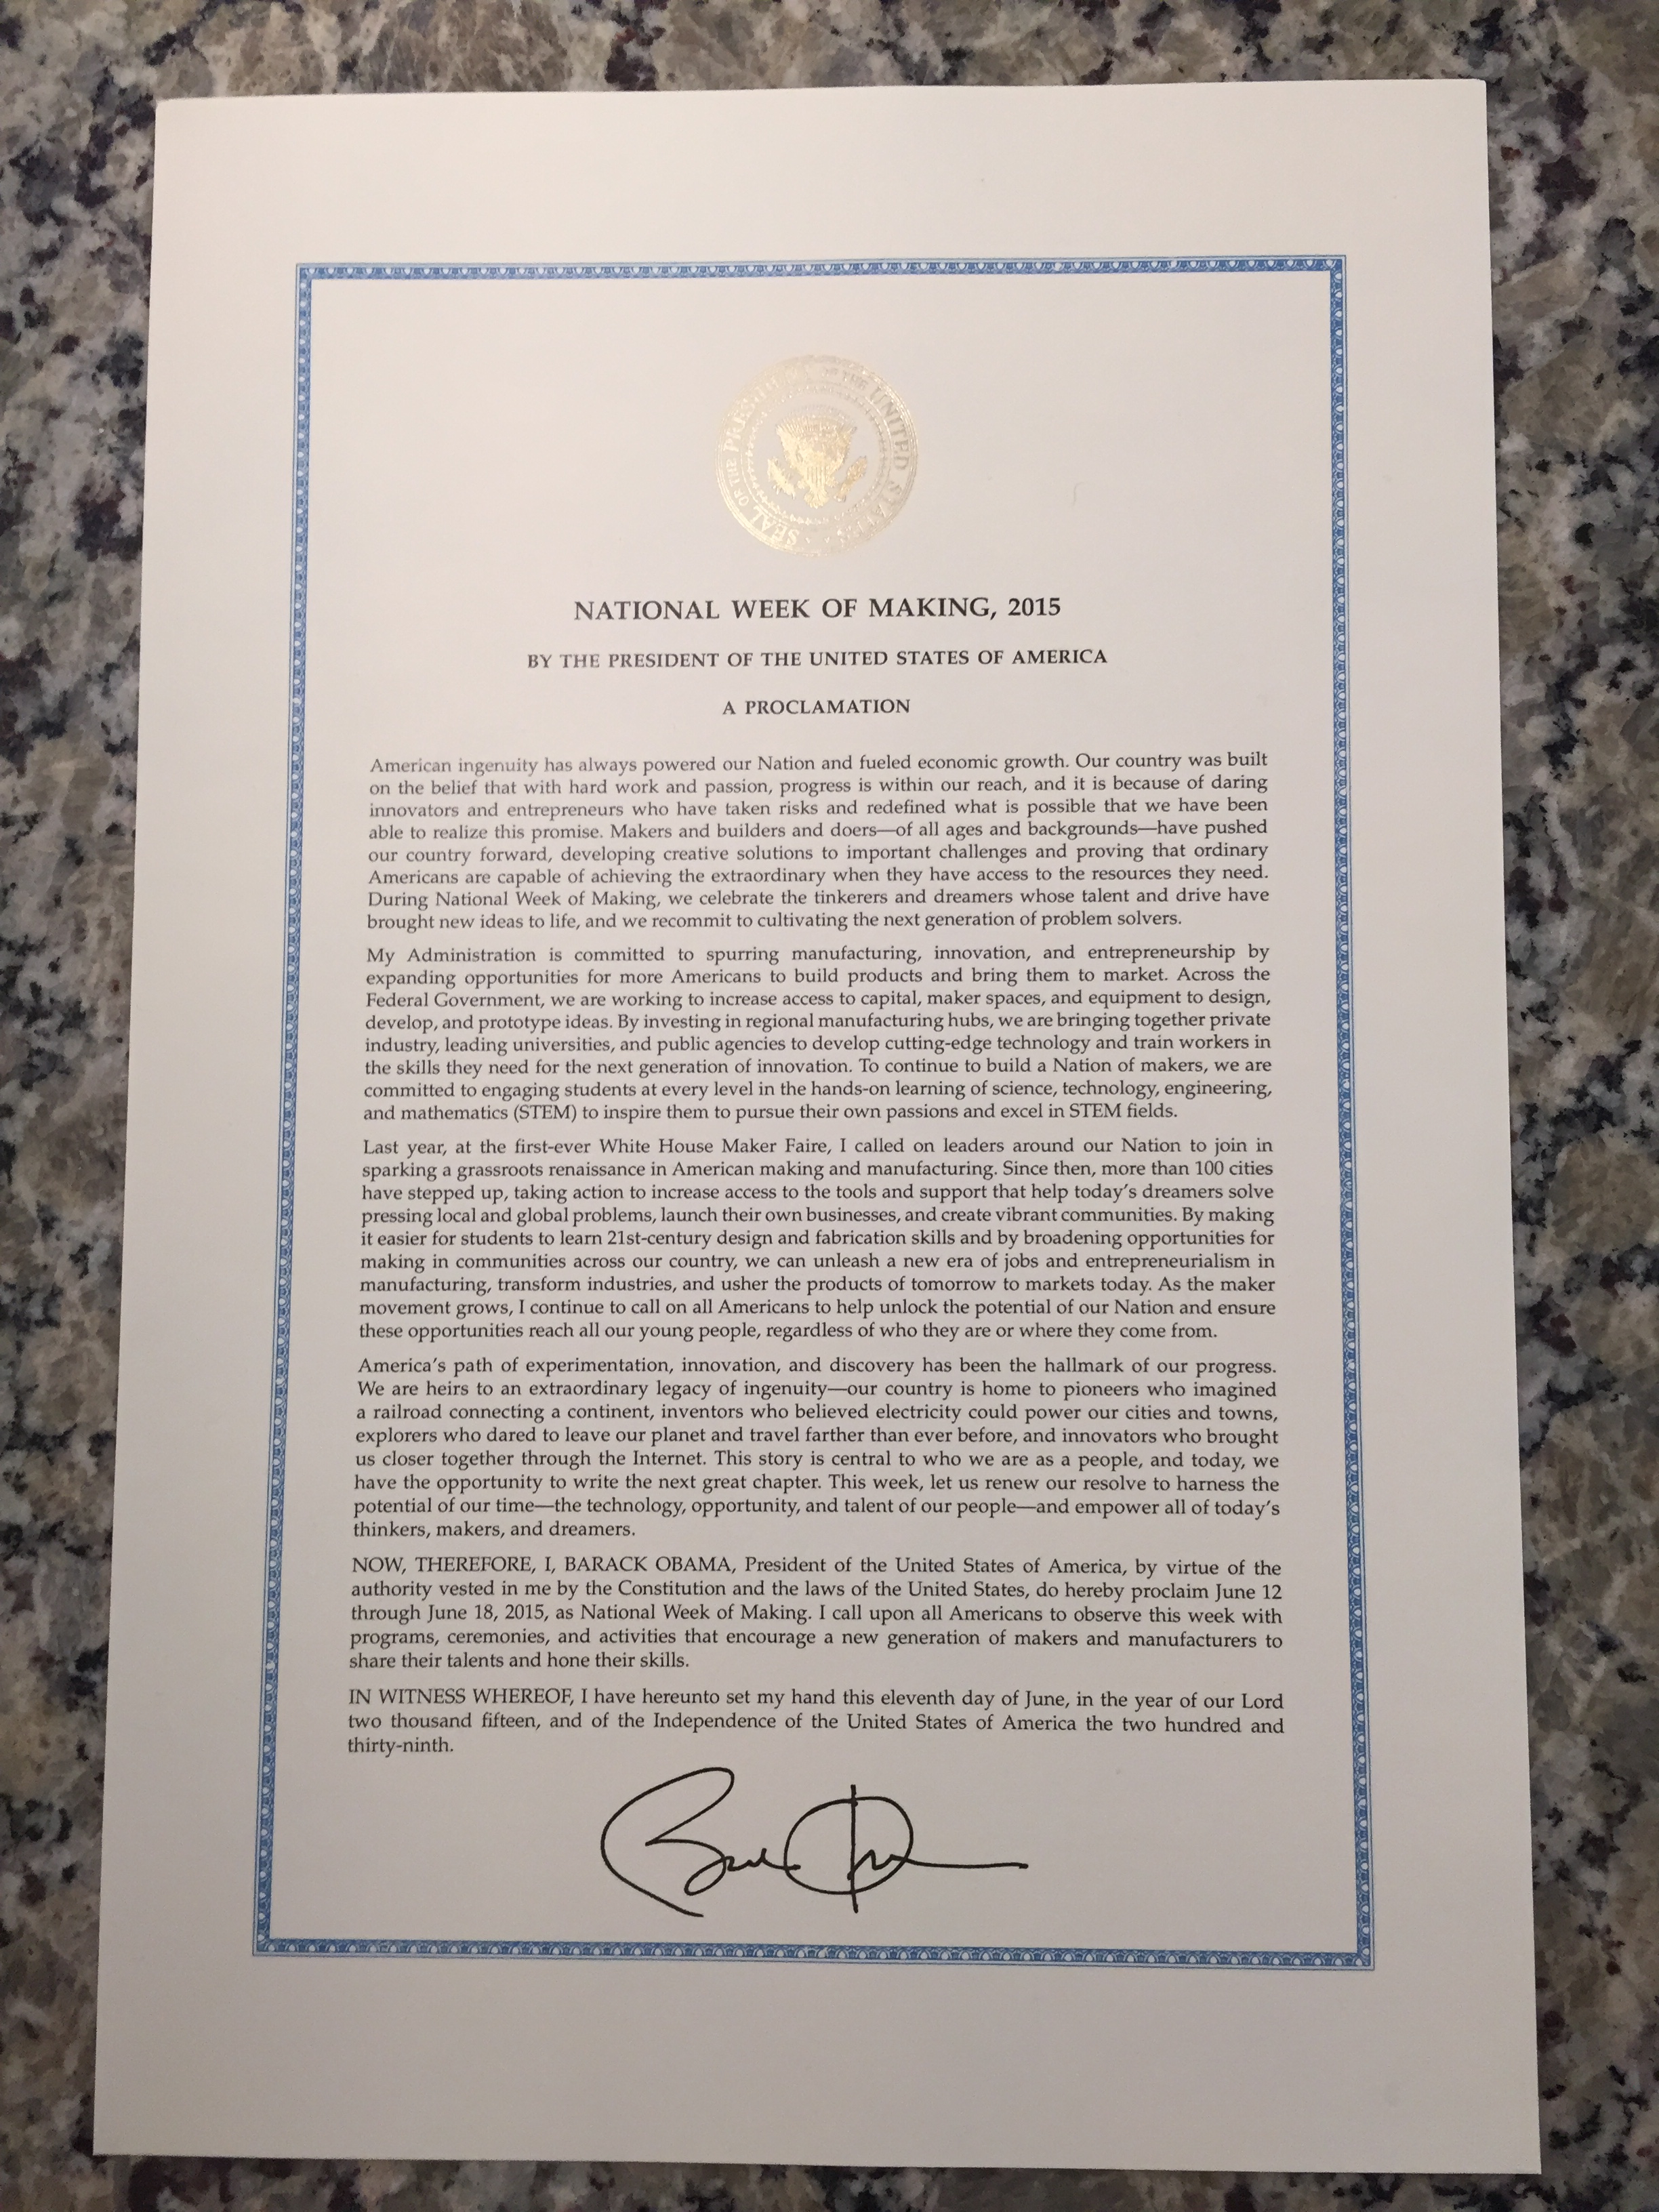 SEAL OF THE PRESIDENT OF THE UNITED STATES
NATIONAL WEEK OF MAKING, 2015
BY THE PRESIDENT OF THE UNITED STATES OF AMERICA
A PROCLAMATION
American ingenuity has always powered our Nation and fueled economic growth. Our country was built
on the belief that with hard work and passion, progress is within our reach, and it is because of daring
innovators and entrepreneurs who have taken risks and redefined what is possible that we have been
able to realize this promise. Makers and builders and doers—of all ages and backgrounds—have pushed
our country forward, developing creative solutions to important challenges and proving that ordinary
Americans are capable of achieving the extraordinary when they have access to the resources they need.
During National Week of Making, we celebrate the tinkerers and dreamers whose talent and drive have
brought new ideas to life, and we recommit to cultivating the next generation of problem solvers.
My Administration is committed to spurring manufacturing, innovation, and entrepreneurship by
expanding opportunities for more Americans to build products and bring them to market. Across the
Federal Government, we are working to increase access to capital, maker spaces, and equipment to design,
develop, and prototype ideas. By investing in regional manufacturing hubs, we are bringing together private
industry, leading universities, and public agencies to develop cutting-edge technology and train workers in
the skills they need for the next generation of innovation. To continue to build a Nation of makers, we are
committed to engaging students at every level in the hands-on learning of science, technology, engineering,
and mathematics (STEM) to inspire them to pursue their own passions and excel in STEM fields.
Last year, at the first-ever White House Maker Faire, I called on leaders around our Nation to join in
sparking a grassroots renaissance in American making and manufacturing. Since then, more than 100 cities
have stepped up, taking action to increase access to the tools and support that help today's dreamers solve
pressing local and global problems, launch their own businesses, and create vibrant communities. By making
it easier for students to learn 21st-century design and fabrication skills and by broadening opportunities for
making in communities across our country, we can unleash a new era of jobs and entrepreneurialism in
manufacturing, transform industries, and usher the products of tomorrow to markets today. As the maker
movement grows, I continue to call on all Americans to help unlock the potential of our Nation and ensure
these opportunities reach all our young people, regardless of who they are or where they come from.
America's path of experimentation, innovation, and discovery has been the hallmark of our progress.
We are heirs to an extraordinary legacy of ingenuity—our country is home to pioneers who imagined
a railroad connecting a continent, inventors who believed electricity could power our cities and towns,
explorers who dared to leave our planet and travel farther than ever before, and innovators who brought
us closer together through the Internet. This story is central to who we are as a people, and today, we
have the opportunity to write the next great chapter. This week, let us renew our resolve to harness the
potential of our time—the technology, opportunity, and talent of our people—and empower all of today's
thinkers, makers, and dreamers.
NOW, THEREFORE, I, BARACK OBAMA, President of the United States of America, by virtue of the
authority vested in me by the Constitution and the laws of the United States, do hereby proclaim June 12
through June 18, 2015, as National Week of Making. I call upon all Americans to observe this week with
programs, ceremonies, and activities that encourage a new generation of makers and manufacturers to
share their talents and hone their skills.
IN WITNESS WHEREOF, I have hereunto set my hand this eleventh day of June, in the year of our Lord
two thousand fifteen, and of the Independence of the United States of America the two hundred and
thirty-ninth.